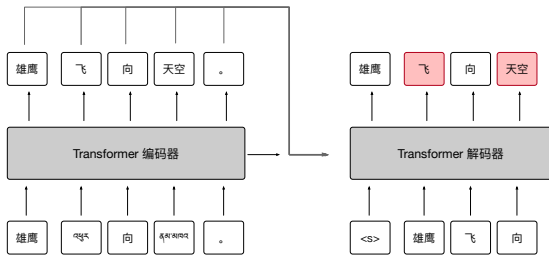 雄鹰 飞 向 天空 。 雄鹰 飞 向 天空
Transformer 编码器 Transformer 解码器
雄鹰 འཕུར 向 ནམ་མཁའ 。 <s> 雄鹰 飞 向